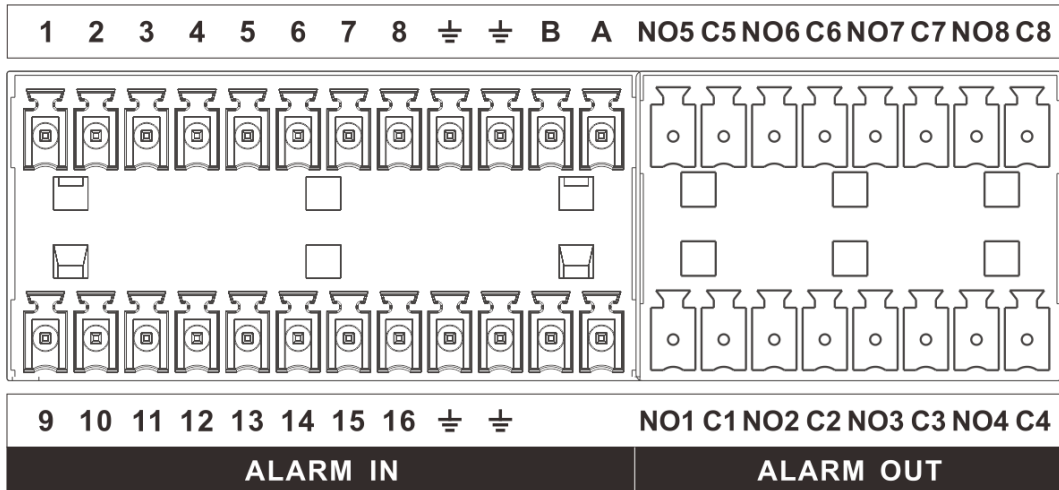 1 2 3 4 5 6 7 8 ⏚ ⏚ B A NO5 C5 NO6 C6 NO7 C7 NO8 C8
9 10 11 12 13 14 15 16 ⏚ ⏚ NO1 C1 NO2 C2 NO3 C3 NO4 C4
ALARM IN ALARM OUT